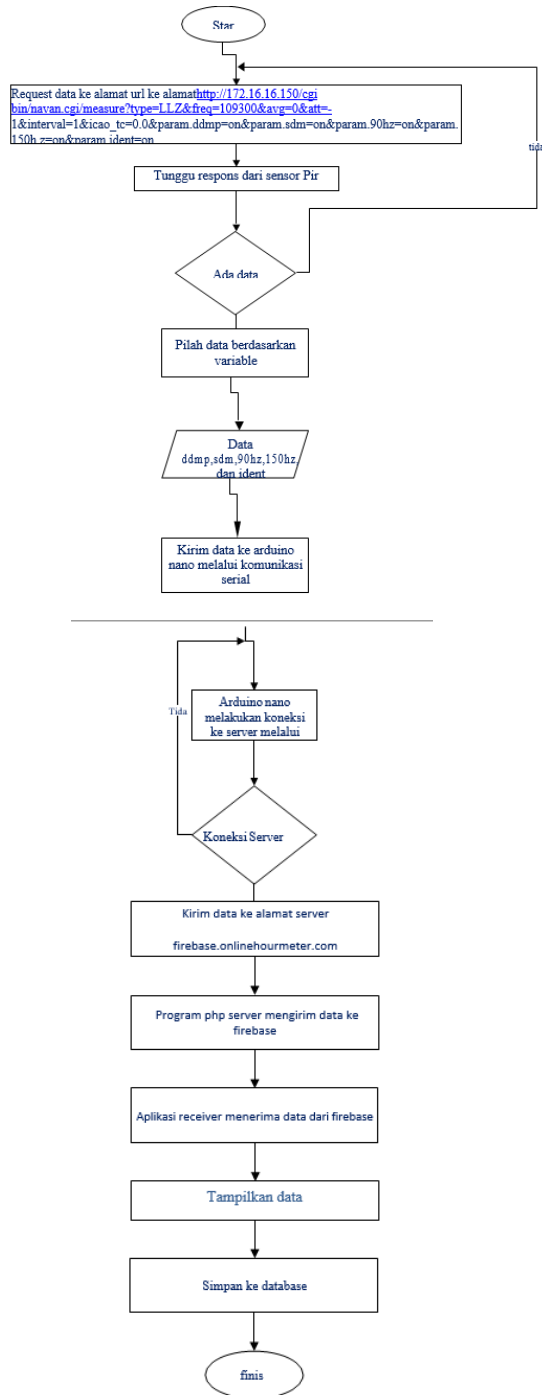 Star
Request data ke alamat url ke alamathttp://172.16.16.150/cgi
bin/navan.cgi/measure?type=LLZ&freq=109300&avg=0&att=-
1&interval=1&icao_tc=0.0&param.ddmp=on&param.sdm=on&param.90hz=on&param.
150h z=on&param.ident=on
tida
Tunggu respons dari sensor Pir
Ada data
Pilah data berdasarkan
variable
Data
ddmp,sdm,90hz,150hz,
dan ident
Kirim data ke arduino
nano melalui komunikasi
serial
Arduino nano
melakukan koneksi
ke server melalui
Tida
Koneksi Server
Kirim data ke alamat server
firebase.onlinehourmeter.com
Program php server mengirim data ke
firebase
Aplikasi receiver menerima data dari firebase
Tampilkan data
Simpan ke database
finis